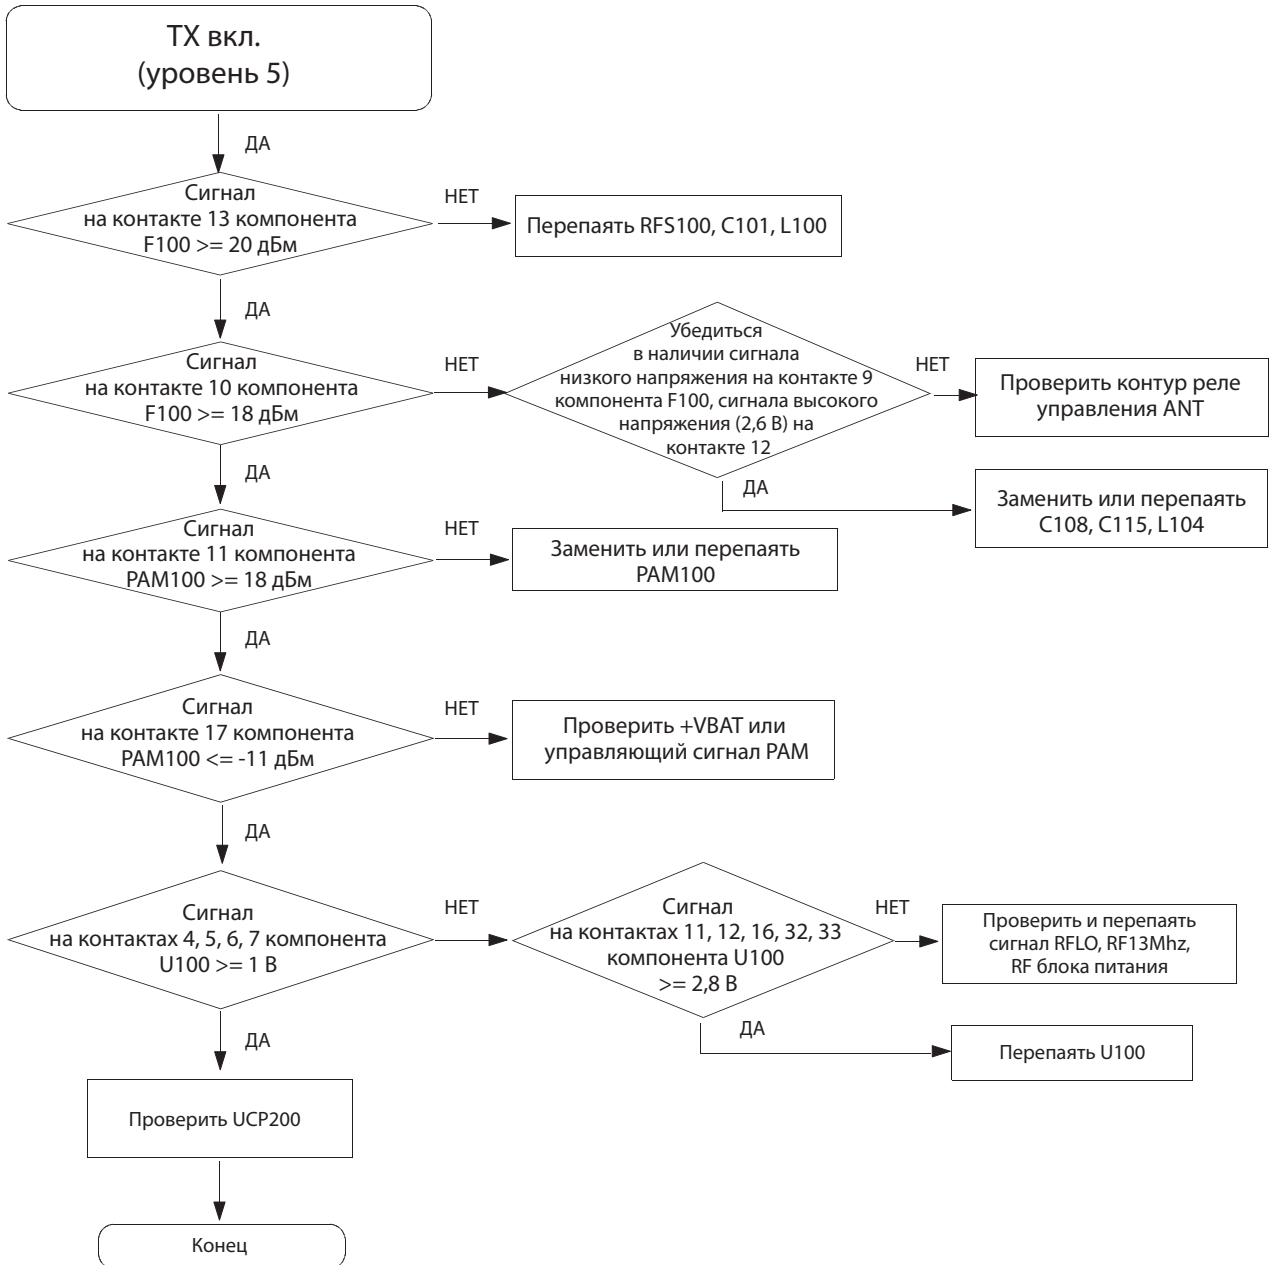 TX вкл.
(уровень 5)
ДА
Сигнал
на контакте 13 компонента
F100 >= 20 дБм
НЕТ
Перепаять RFS100, C101, L100
ДА
Сигнал
на контакте 10 компонента
F100 >= 18 дБм
НЕТ
Убедиться
в наличии сигнала
низкого напряжения на контакте 9
компонента F100, сигнала высокого
напряжения (2,6 В) на
контакте 12
НЕТ
Проверить контур реле
управления ANT
ДА
Заменить или перепаять
C108, C115, L104
ДА
Сигнал
на контакте 11 компонента
PAM100 >= 18 дБм
НЕТ
Заменить или перепаять
PAM100
ДА
Сигнал
на контакте 17 компонента
PAM100 <= -11 дБм
НЕТ
Проверить +VBAT или
управляющий сигнал PAM
ДА
Сигнал
на контактах 4, 5, 6, 7 компонента
U100 >= 1 В
НЕТ
Сигнал
на контактах 11, 12, 16, 32, 33
компонента U100
>= 2,8 В
НЕТ
Проверить и перепаять
сигнал RFLO, RF13Mhz,
RF блока питания
ДА
Перепаять U100
ДА
Проверить UCP200
Конец